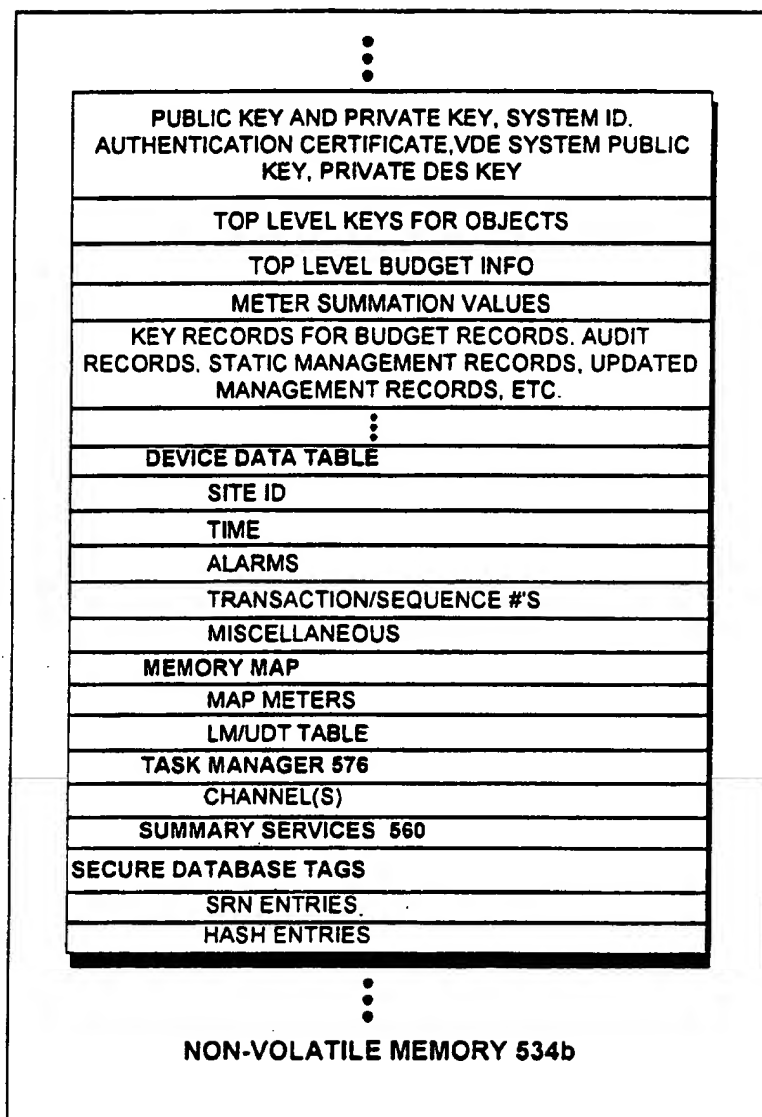 PUBLIC KEY AND PRIVATE KEY, SYSTEM ID.
AUTHENTICATION CERTIFICATE,VDE SYSTEM PUBLIC
KEY, PRIVATE DES KEY
TOP LEVEL KEYS FOR OBJECTS
TOP LEVEL BUDGET INFO
METER SUMMATION VALUES
KEY RECORDS FOR BUDGET RECORDS. AUDIT
RECORDS. STATIC MANAGEMENT RECORDS, UPDATED
MANAGEMENT RECORDS, ETC.
DEVICE DATA TABLE
SITE ID
TIME
ALARMS
TRANSACTION/SEQUENCE #'S
MISCELLANEOUS
MEMORY MAP
MAP METERS
LM/UDT TABLE
TASK MANAGER 576
CHANNEL(S)
SUMMARY SERVICES 560
SECURE DATABASE TAGS
SRN ENTRIES
HASH ENTRIES
NON-VOLATILE MEMORY 534b